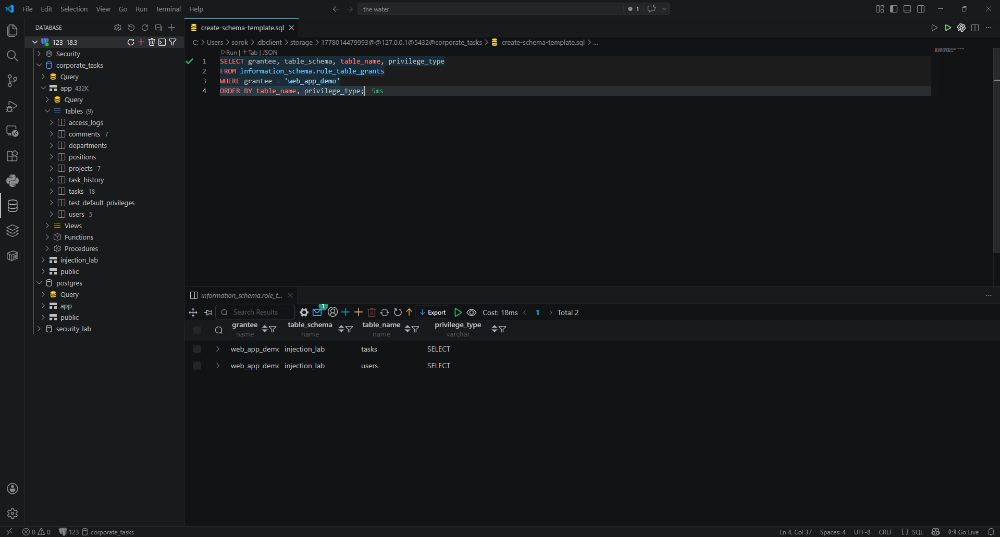 File Edit Selection View Go Run Terminal Help
the water
1
DATABASE
123 18.3
Security
corporate_tasks
Query
app 432K
Query
Tables (9)
access_logs
comments 7
departments
positions
projects 7
task_history
tasks 18
test_default_privileges
users 5
Views
Functions
Procedures
injection_lab
public
postgres
Query
app
public
security_lab
create-schema-template.sql
C: > Users > sorok > .dbclient > storage > 1778014479993@@127.0.0.1@5432@corporate_tasks > create-schema-template.sql > ...
Run | Tab | JSON
1 SELECT grantee, table_schema, table_name, privilege_type
2 FROM information_schema.role_table_grants
3 WHERE grantee = 'web_app_demo'
4 ORDER BY table_name, privilege_type; 5ms
information_schema.role_t...
Search Results 1 Export Cost: 18ms < 1 > Total 2
grantee table_schema table_name privilege_type
name name name varchar
web_app_demo injection_lab tasks SELECT
web_app_demo injection_lab users SELECT
0 0 123 corporate_tasks Ln 4, Col 37 Spaces: 4 UTF-8 CRLF { } SQL Go Live